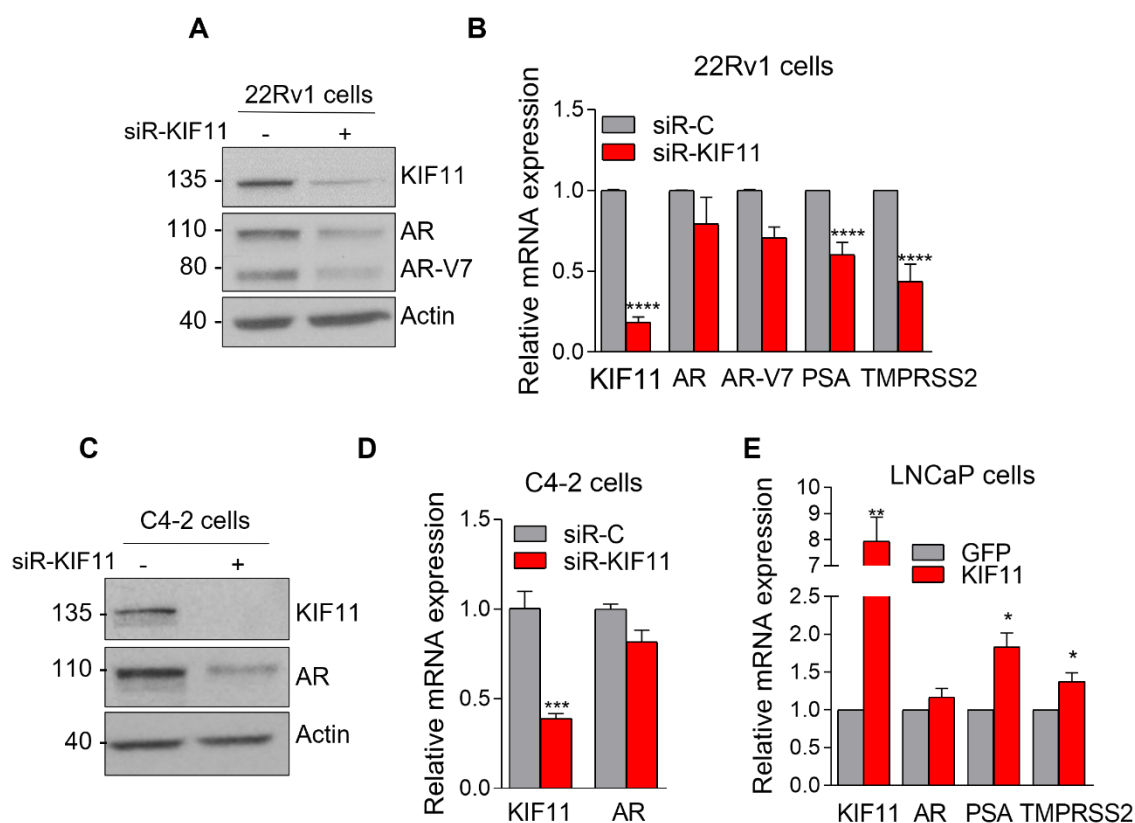 A
22Rv1 cells
siR-KIF11 - +
135 - KIF11
110 - AR
80 - AR-V7
40 - Actin
B
22Rv1 cells
Relative mRNA expression
1.5
1.0
0.5
0.0
siR-C
siR-KIF11
**** **** ****
KIF11 AR AR-V7 PSA TMPRSS2
C
C4-2 cells
siR-KIF11 - +
135 - KIF11
110 - AR
40 - Actin
D
C4-2 cells
Relative mRNA expression
1.5
1.0
0.5
0.0
siR-C
siR-KIF11
***
KIF11 AR
E
LNCaP cells
Relative mRNA expression
10
9
8
7
2.5
2.0
1.5
1.0
0.5
0.0
GFP
KIF11
** * *
KIF11 AR PSA TMPRSS2